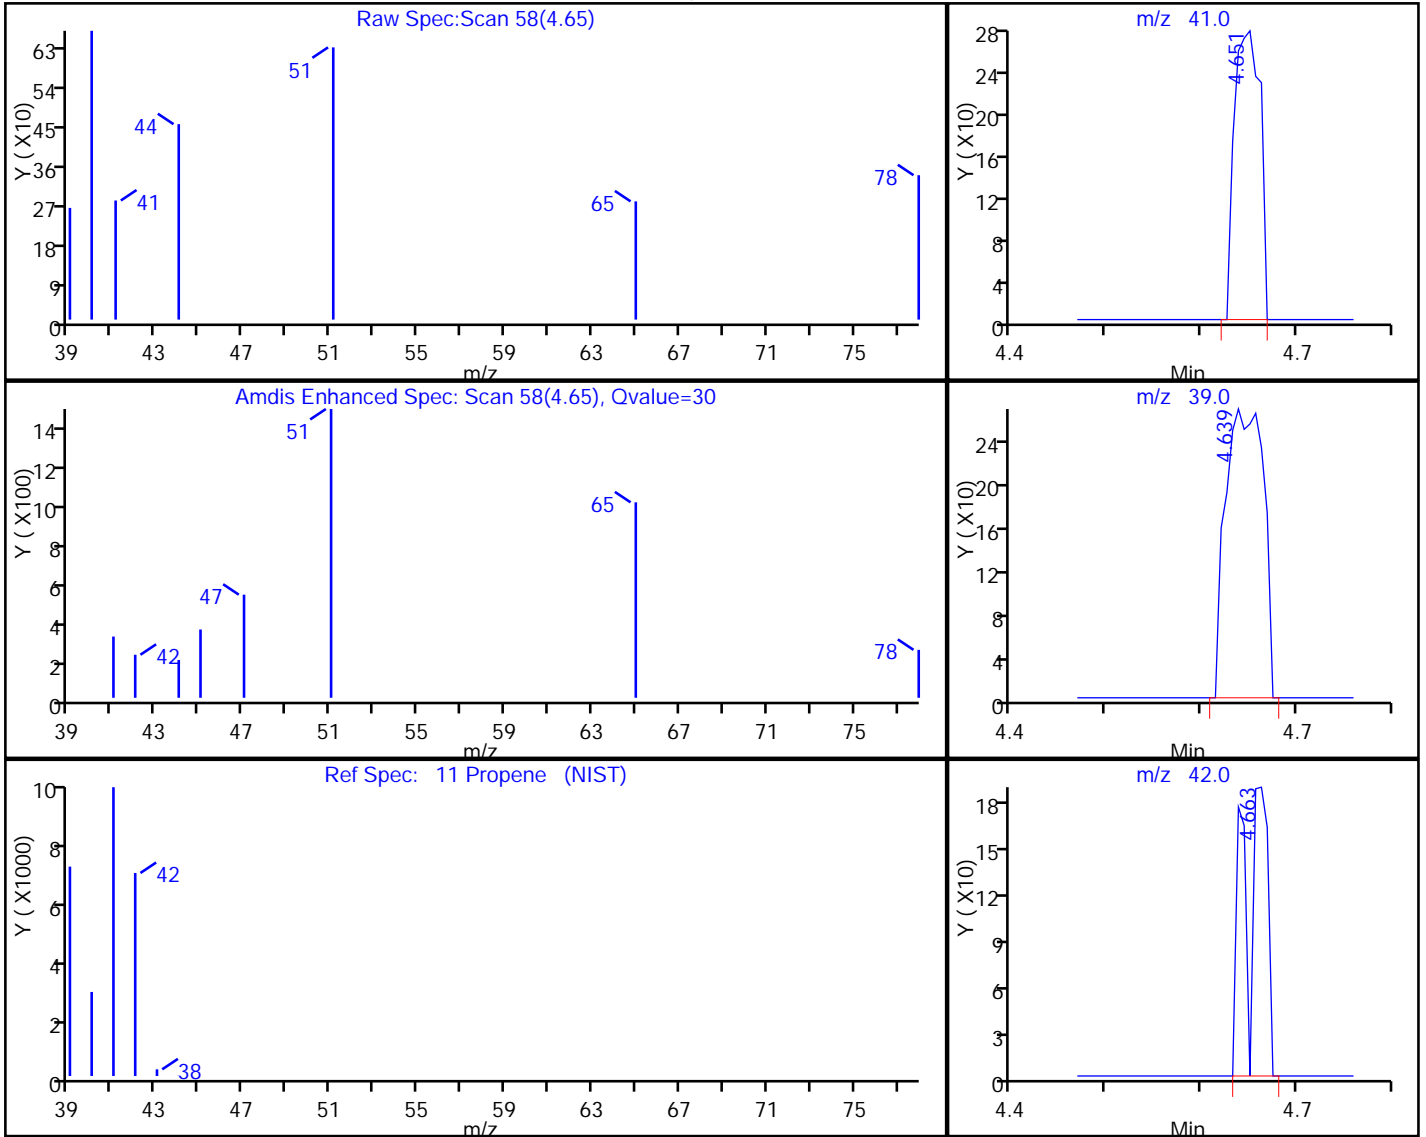 Raw Spec:Scan 58(4.65)
Y ( X10)
63
54
45
36
27
18
9
0
51
44
41
65
78
39 43 47 51 55 59 63 67 71 75
m/z
m/z 41.0
Y ( X10)
28
24
20
16
12
8
4
0
4.651
4.4 4.7
Min
Amdis Enhanced Spec: Scan 58(4.65), Qvalue=30
Y ( X100)
14
12
10
8
6
4
2
0
51
65
47
42
78
39 43 47 51 55 59 63 67 71 75
m/z
m/z 39.0
Y ( X10)
24
20
16
12
8
4
0
4.639
4.4 4.7
Min
Ref Spec: 11 Propene (NIST)
Y ( X1000)
10
8
6
4
2
0
42
38
39 43 47 51 55 59 63 67 71 75
m/z
m/z 42.0
Y ( X10)
18
15
12
9
6
3
0
4.663
4.4 4.7
Min